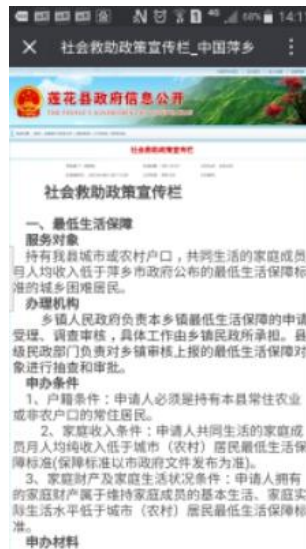 68% 14:1
× 社会救助政策宣传栏_中国萍乡
莲花县政府信息公开
社会救助政策宣传栏
社会救助政策宣传栏
一、最低生活保障
服务对象
持有我县城市或农村户口，共同生活的家庭成员
月人均收入低于萍乡市政府公布的最低生活保障标
准的城乡困难居民。
办理机构
乡镇人民政府负责本乡镇最低生活保障的申请
受理、调查审核，具体工作由乡镇民政所承担。县
级民政部门负责对乡镇审核上报的最低生活保障对
象进行抽查和审批。
申办条件
1、户籍条件：申请人必须是持有本县常住农业
或非农户口的常住居民。
2、家庭收入条件：申请人共同生活的家庭成
员月人均纯收入低于城市（农村）居民最低生活保
障标准(保障标准以市政府文件发布为准)。
3、家庭财产及家庭生活状况条件：申请人拥有
的家庭财产属于维持家庭成员的基本生活、家庭实
际生活水平低于城市（农村）居民最低生活保障标
准。
申办材料